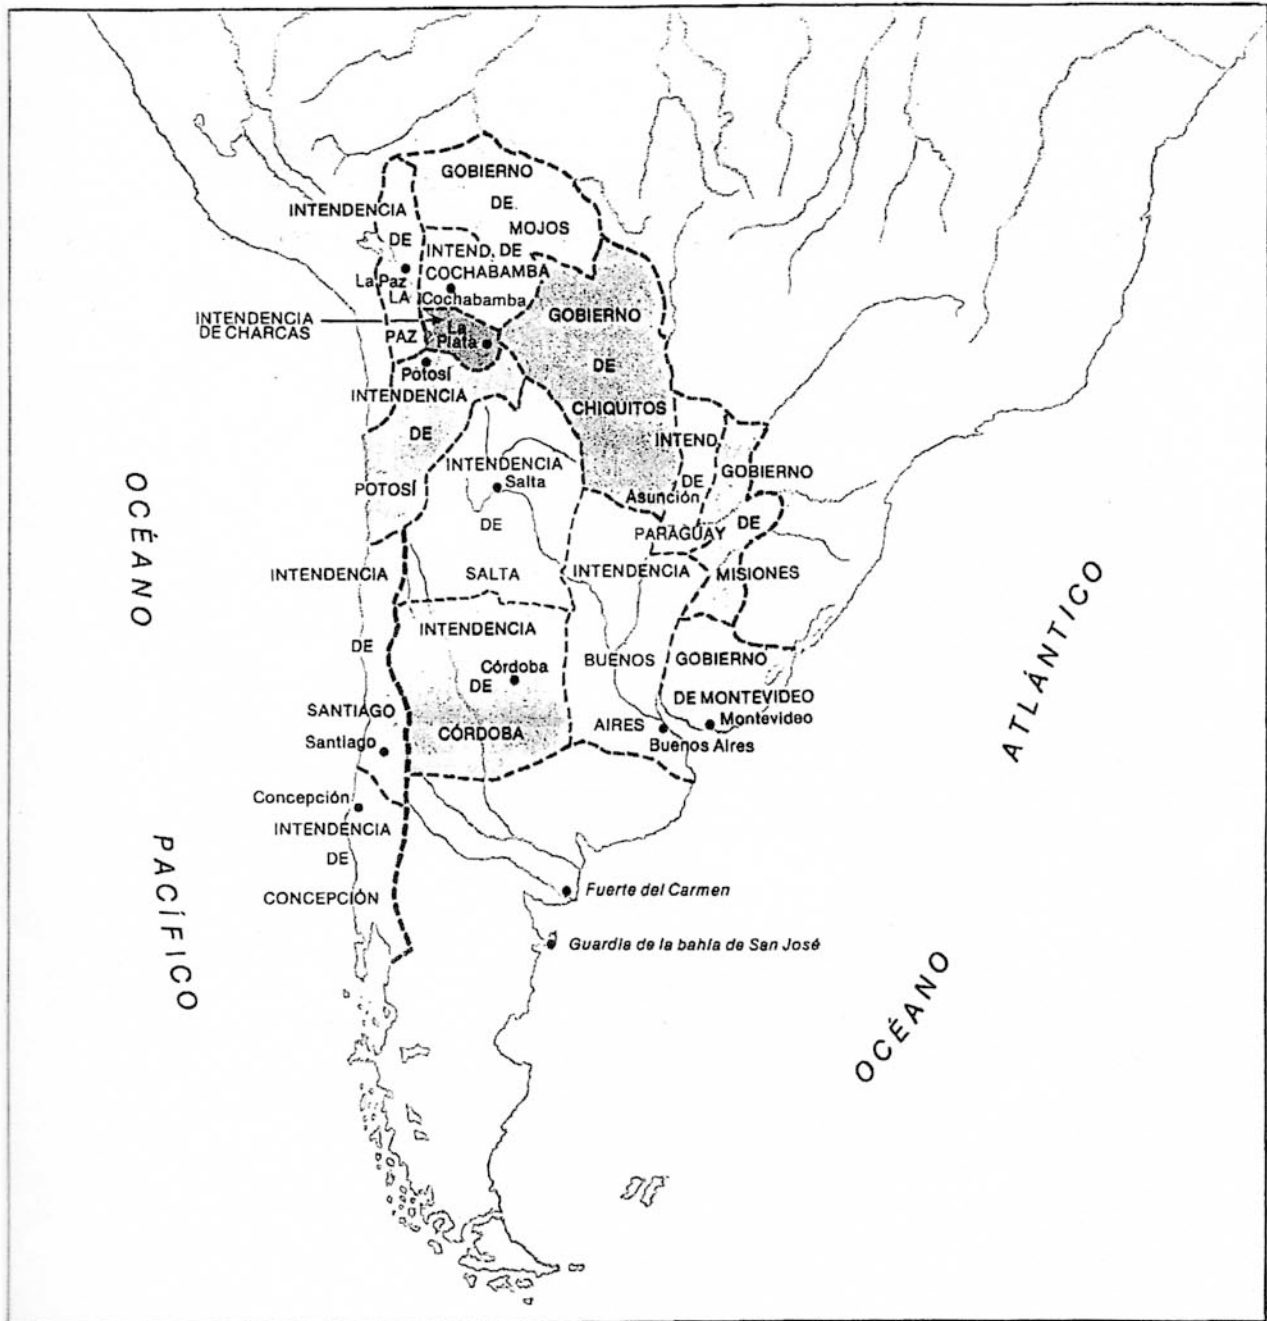 GOBIERNO
DE
MOJOS
INTENDENCIA
DE
La Paz
LA
PAZ
INTEND. DE
COCHABAMBA
Cochabamba
INTENDENCIA
DE CHARCAS
La
Plata
GOBIERNO
DE
CHIQUITOS
Potosí
INTENDENCIA
DE
POTOSÍ
INTENDENCIA
Salta
DE
SALTA
INTEND.
DE
Asunción
PARAGUAY
GOBIERNO
DE
MISIONES
INTENDENCIA
BUENOS
AIRES
Buenos Aires
GOBIERNO
DE MONTEVIDEO
Montevideo
INTENDENCIA
Córdoba
DE
CÓRDOBA
INTENDENCIA
DE
SANTIAGO
Santiago
Concepción
INTENDENCIA
DE
CONCEPCIÓN
Fuerte del Carmen
Guardia de la bahía de San José
OCÉANO
PACÍFICO
OCÉANO
ATLÁNTICO